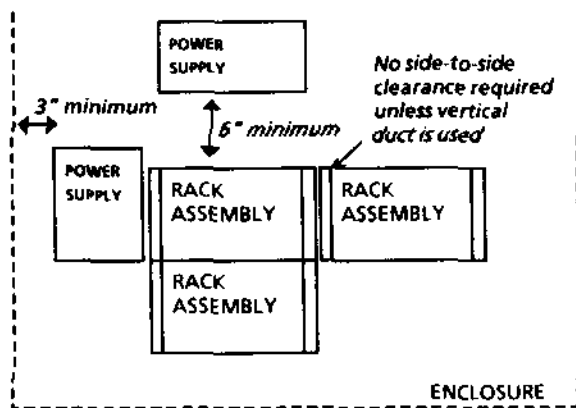 POWER
SUPPLY
No side-to-side
clearance required
unless vertical
duct is used
3" minimum
6" minimum
POWER
SUPPLY
RACK
ASSEMBLY
RACK
ASSEMBLY
RACK
ASSEMBLY
ENCLOSURE